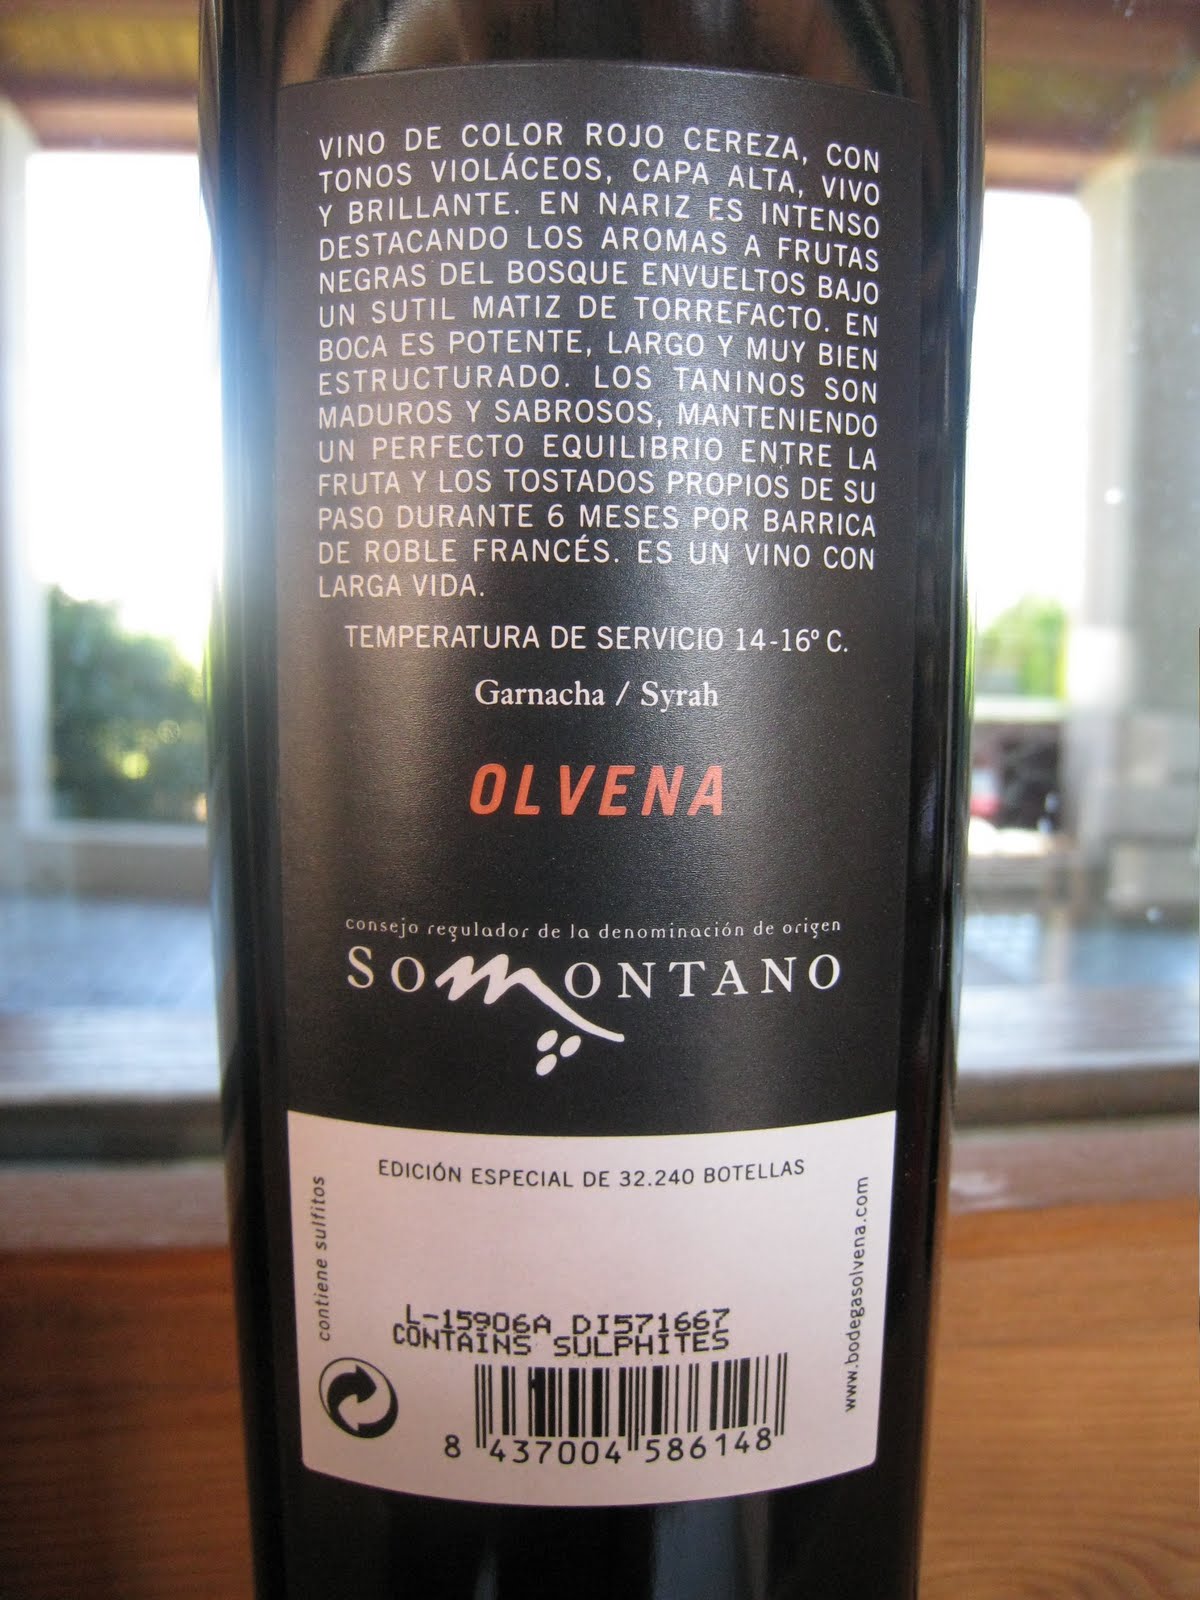 VINO DE COLOR ROJO CEREZA, CON
TONOS VIOLÁCEOS, CAPA ALTA, VIVO
Y BRILLANTE. EN NARIZ ES INTENSO
DESTACANDO LOS AROMAS A FRUTAS
NEGRAS DEL BOSQUE ENVUELTOS BAJO
UN SUTIL MATIZ DE TORREFACTO. EN
BOCA ES POTENTE, LARGO Y MUY BIEN
ESTRUCTURADO. LOS TANINOS SON
MADUROS Y SABROSOS, MANTENIENDO
UN PERFECTO EQUILIBRIO ENTRE LA
FRUTA Y LOS TOSTADOS PROPIOS DE SU
PASO DURANTE 6 MESES POR BARRICA
DE ROBLE FRANCÉS. ES UN VINO CON
LARGA VIDA.
TEMPERATURA DE SERVICIO 14-16º C.
Garnacha / Syrah
OLVENA
consejo regulador de la denominación de origen
SOMONTANO
EDICIÓN ESPECIAL DE 32.240 BOTELLAS
contiene sulfitos
www.bodegasolvena.com
L-15906A DI571667
CONTAINS SULPHITES
8 437004 586148